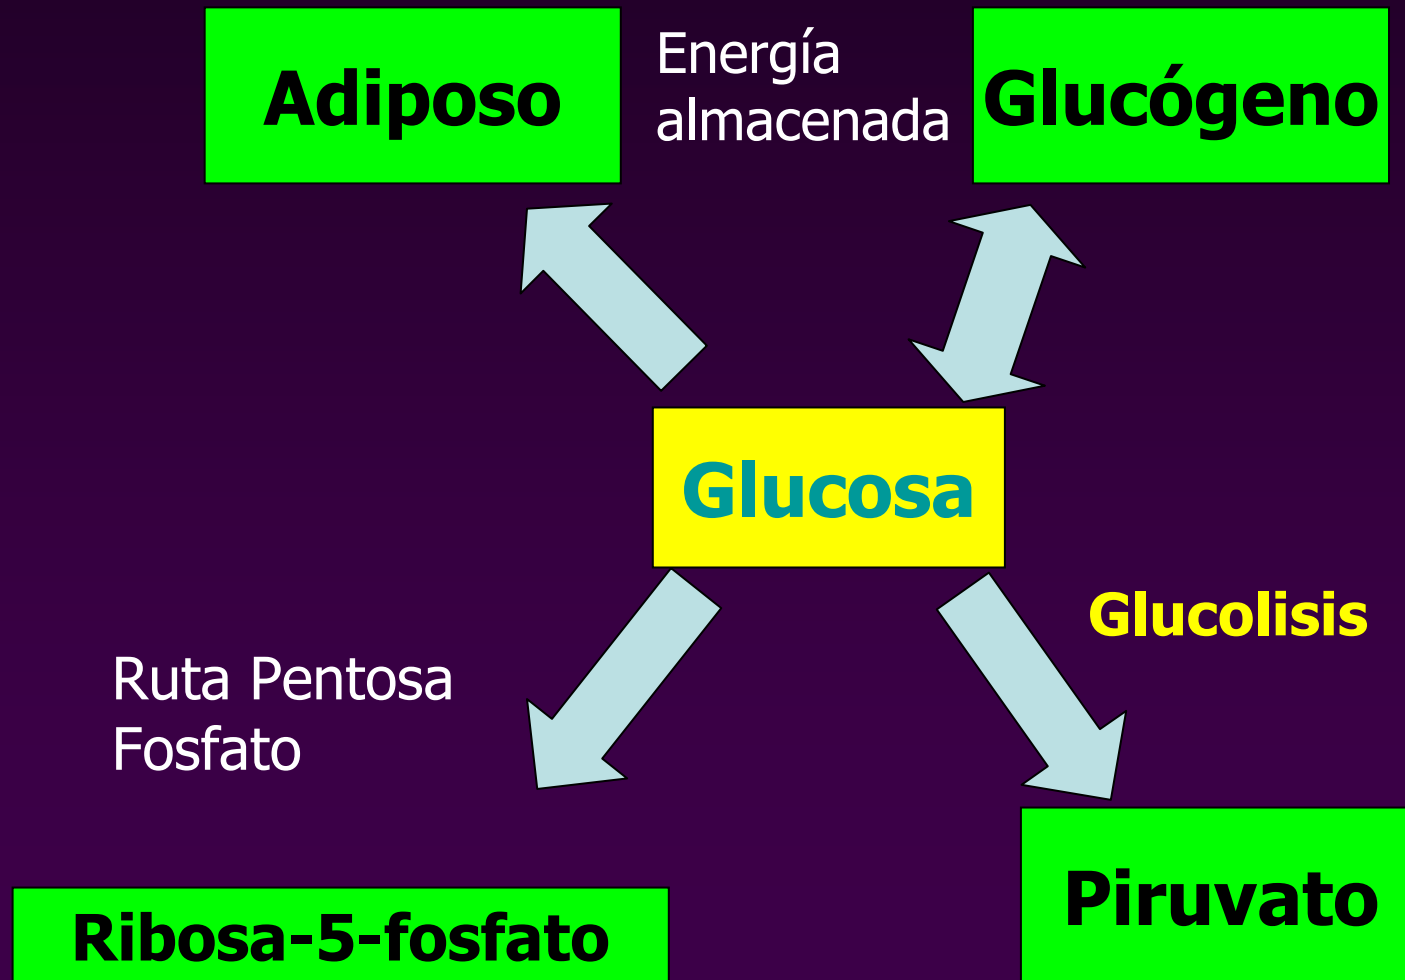 Adiposo
Energía
almacenada
Glucógeno
Glucosa
Glucolisis
Ruta Pentosa
Fosfato
Piruvato
Ribosa-5-fosfato